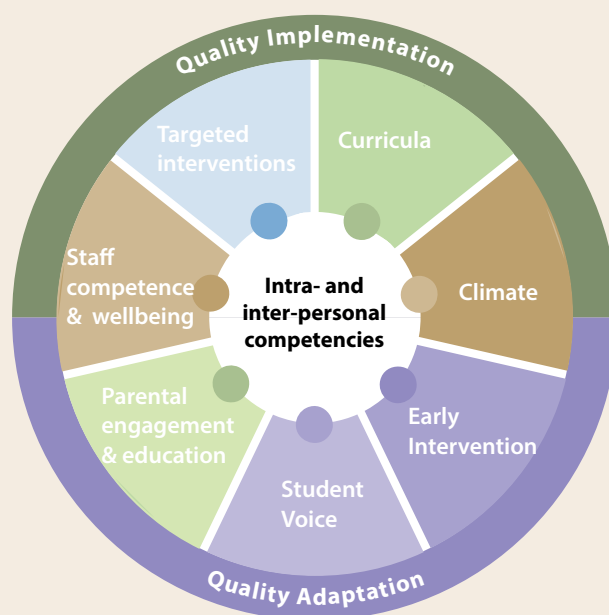 Quality Implementation
Targeted
interventions
Curricula
Staff
competence
& wellbeing
Intra- and
inter-personal
competencies
Climate
Parental
engagement
& education
Student
Voice
Early
Intervention
Quality Adaptation